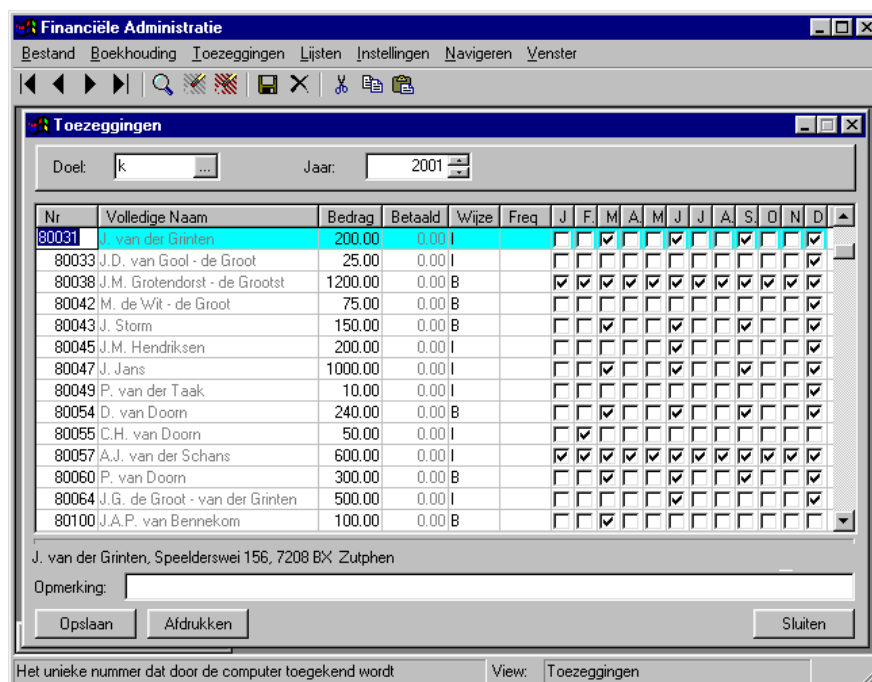 Financiële Administratie
Bestand Boekhouding Toezeggingen Lijsten Instellingen Navigeren Venster
Toezeggingen
Doel: k ... Jaar: 2001
Nr Volledige Naam Bedrag Betaald Wijze Freq J F. M A. M J J A. S. O N D
80031 J. van der Grinten 200.00 0.00 I
80033 J.D. van Gool - de Groot 25.00 0.00 I
80038 J.M. Grotendorst - de Grootst 1200.00 0.00 B
80042 M. de Wit - de Groot 75.00 0.00 B
80043 J. Storm 150.00 0.00 B
80045 J.M. Hendriksen 200.00 0.00 I
80047 J. Jans 1000.00 0.00 I
80049 P. van der Taak 10.00 0.00 I
80054 D. van Doorn 240.00 0.00 B
80055 C.H. van Doorn 50.00 0.00 I
80057 A.J. van der Schans 600.00 0.00 I
80060 P. van Doorn 300.00 0.00 B
80064 J.G. de Groot - van der Grinten 500.00 0.00 I
80100 J.A.P. van Bennekom 100.00 0.00 B
J. van der Grinten, Speelderswei 156, 7208 BX Zutphen
Opmerking:
Opslaan Afdrukken Sluiten
Het unieke nummer dat door de computer toegekend wordt View: Toezeggingen